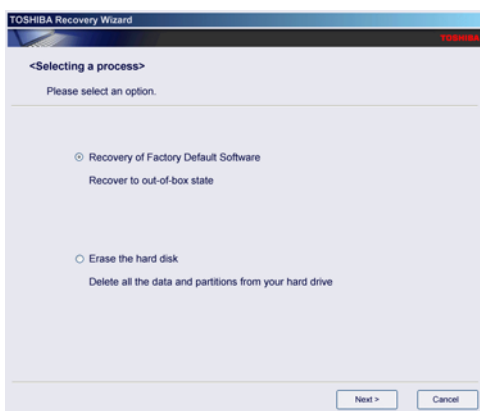 TOSHIBA Recovery Wizard
TOSHIBA
<Selecting a process>
Please select an option.
Recovery of Factory Default Software
Recover to out-of-box state
Erase the hard disk
Delete all the data and partitions from your hard drive
Next >
Cancel